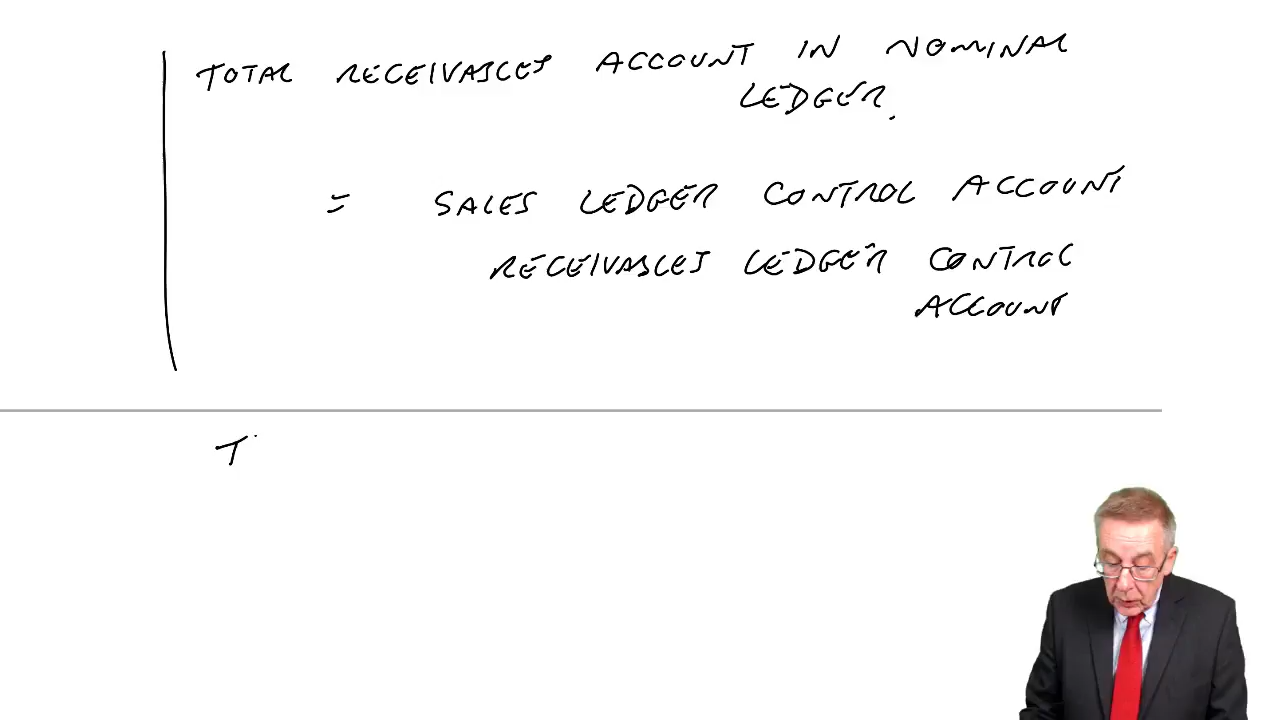 TOTAL RECEIVABLES ACCOUNT IN NOMINAL
LEDGER.
= SALES LEDGER CONTROL ACCOUNT
RECEIVABLES LEDGER CONTROL
ACCOUNT
T